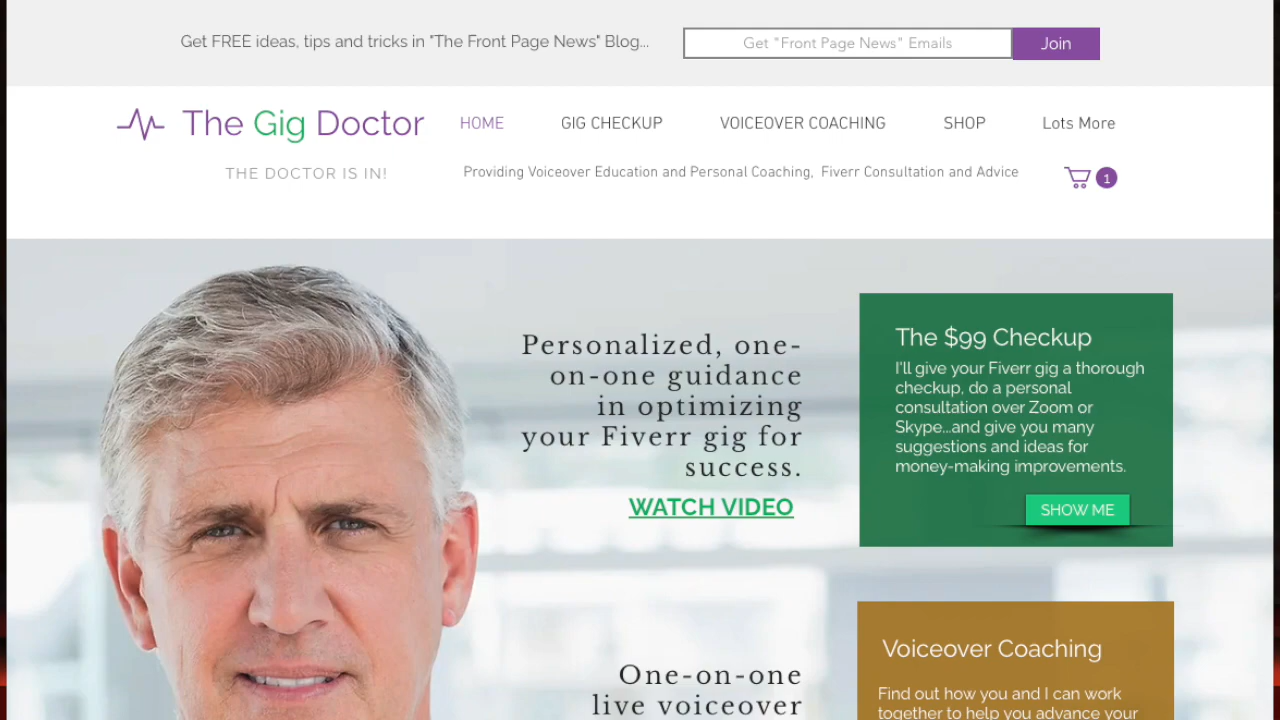 Get FREE ideas, tips and tricks in "The Front Page News" Blog...
Get "Front Page News" Emails
Join
The Gig Doctor
HOME
GIG CHECKUP
VOICEOVER COACHING
SHOP
Lots More
THE DOCTOR IS IN!
Providing Voiceover Education and Personal Coaching,  Fiverr Consultation and Advice
1
Personalized, one-
on-one guidance
in optimizing
your Fiverr gig for
success.
WATCH VIDEO
The $99 Checkup
I'll give your Fiverr gig a thorough
checkup, do a personal
consultation over Zoom or
Skype...and give you many
suggestions and ideas for
money-making improvements.
SHOW ME
One-on-one
live voiceover
Voiceover Coaching
Find out how you and I can work
together to help you advance your